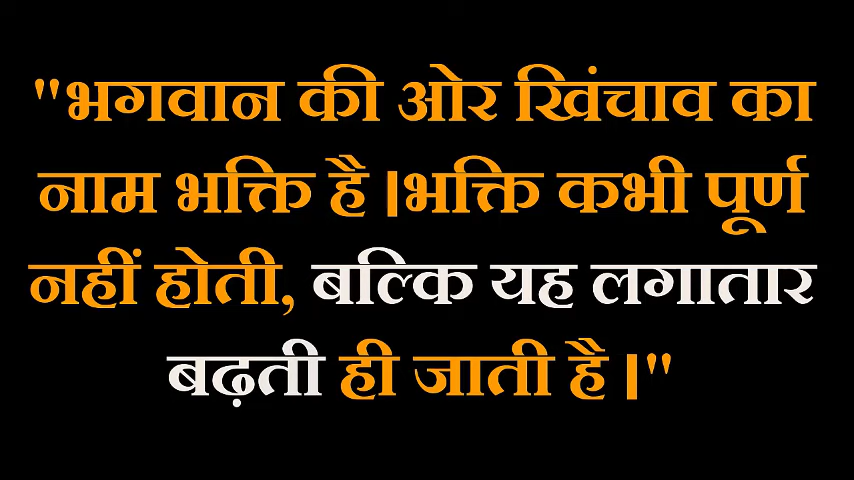 "भगवान की ओर खिंचाव का
नाम भक्ति है |भक्ति कभी पूर्ण
नहीं होती, बल्कि यह लगातार
बढ़ती ही जाती है |"